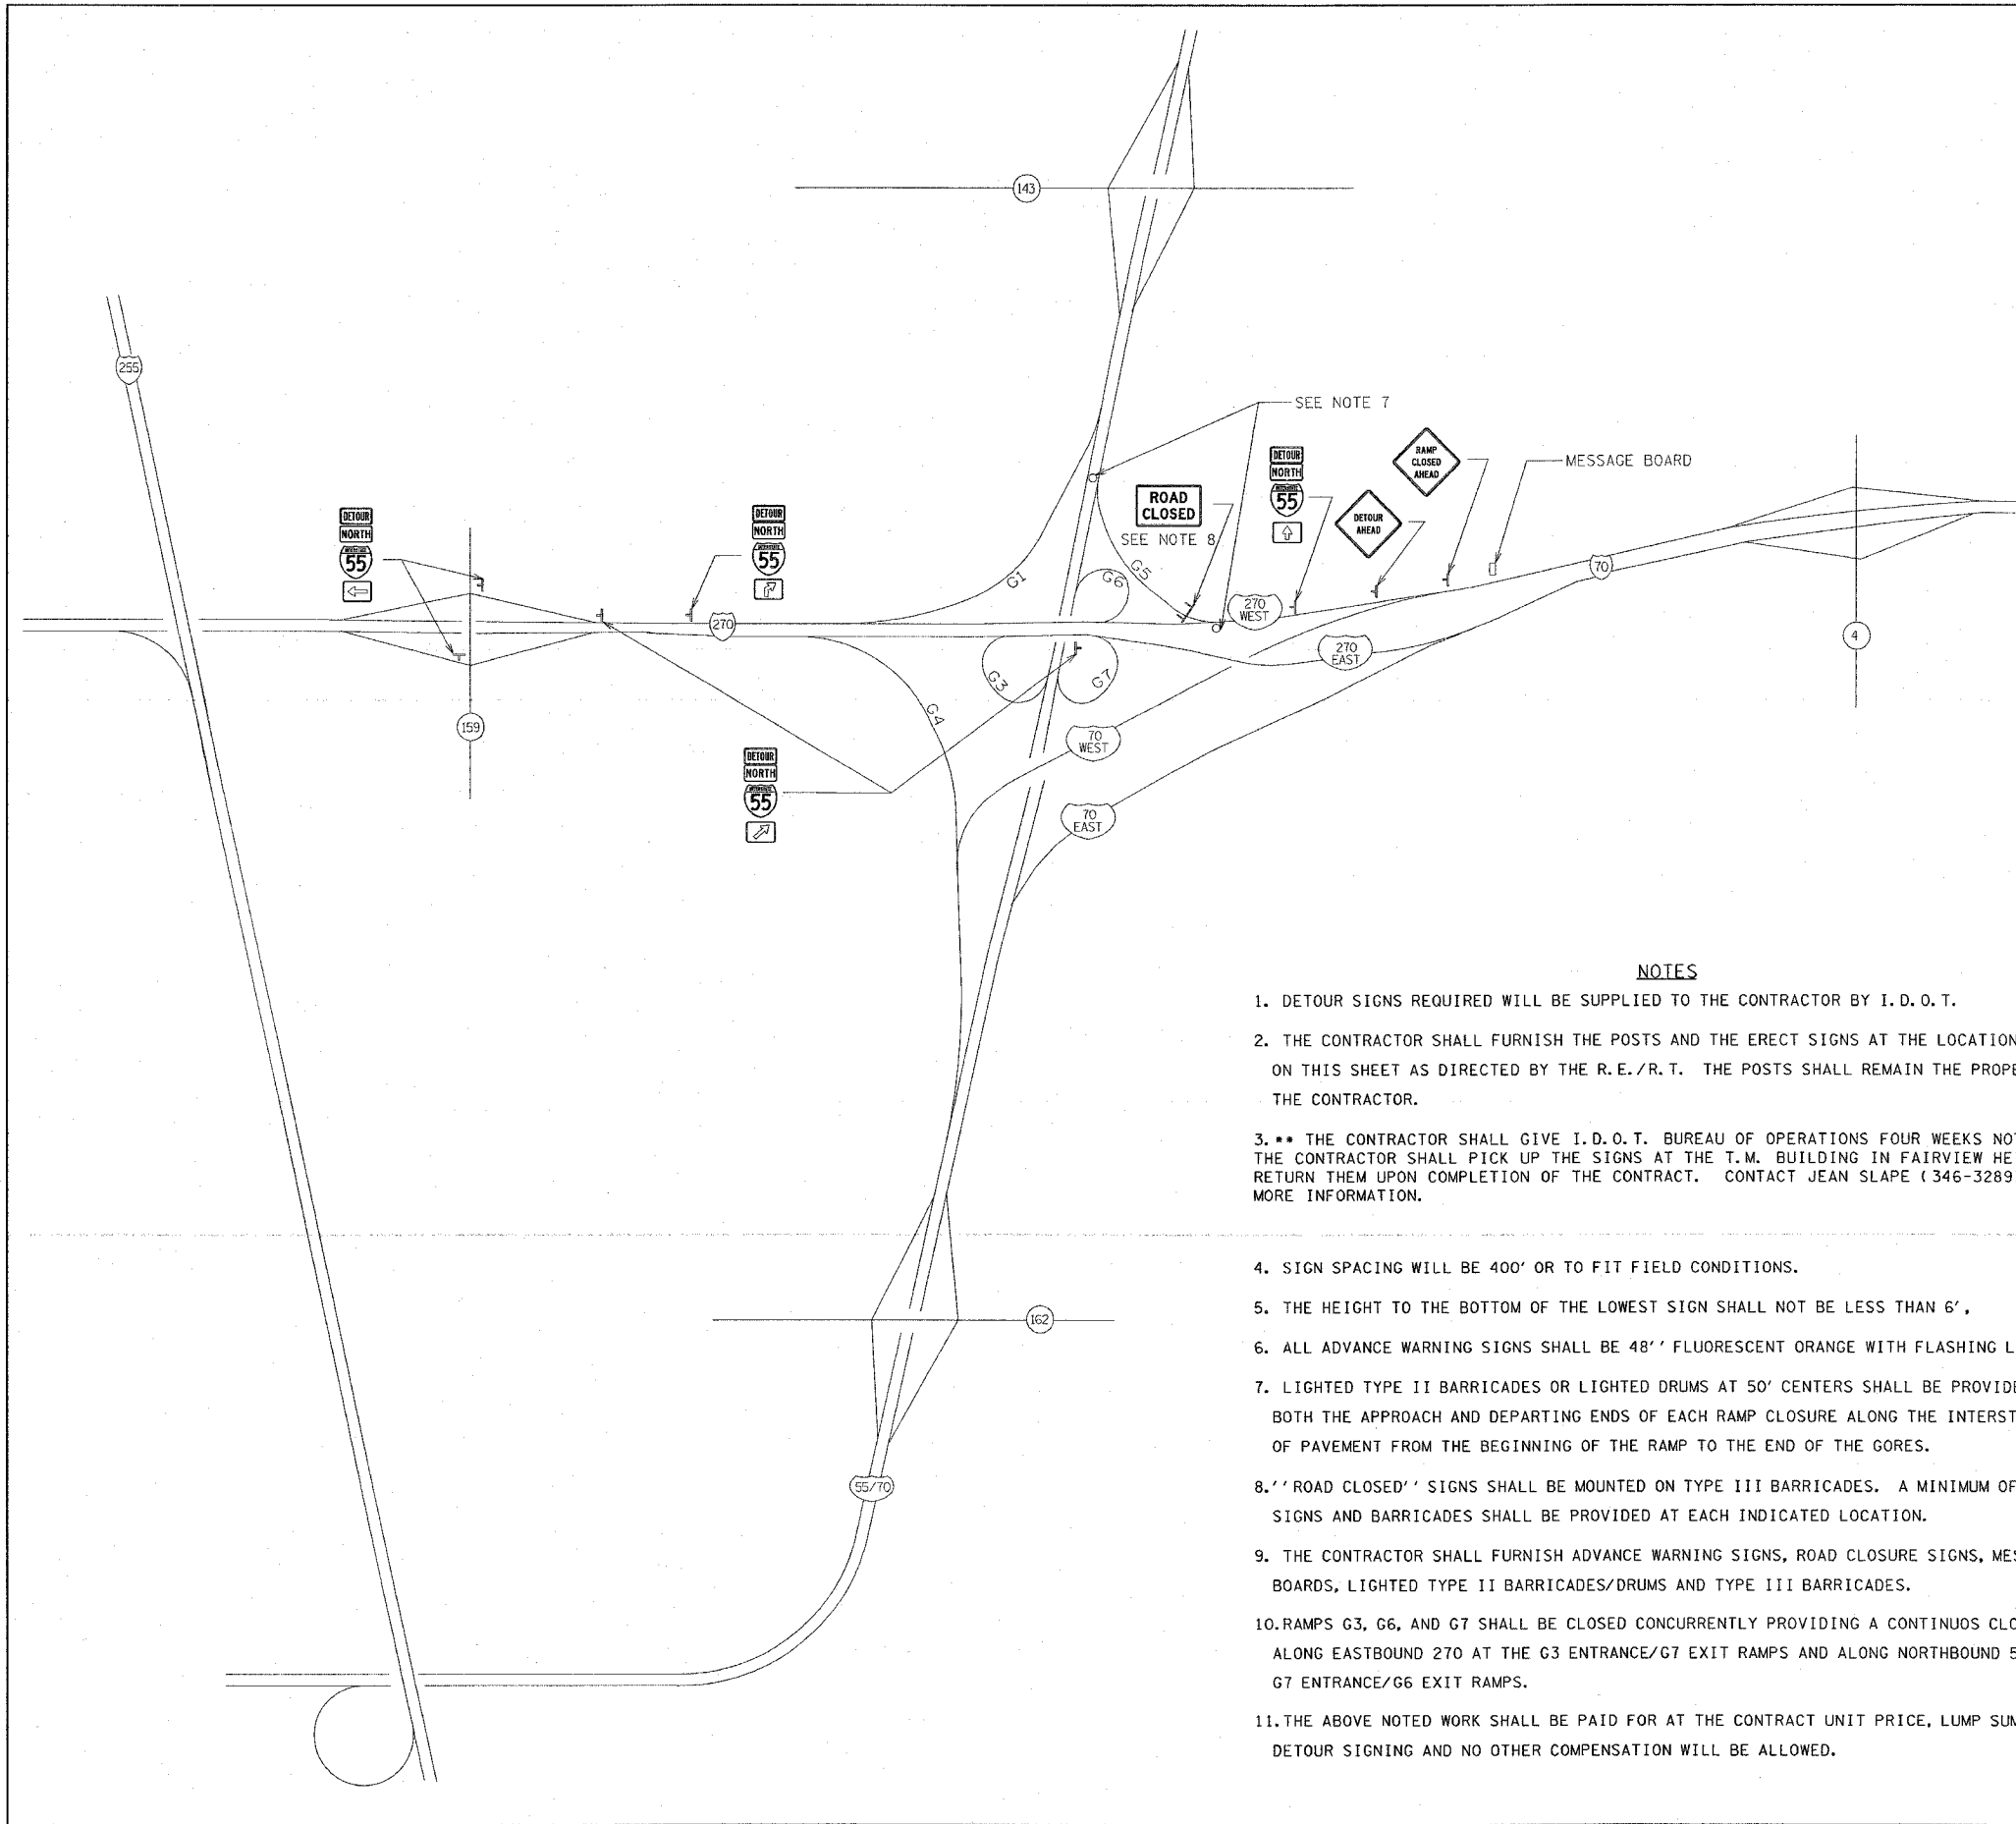 143
255
SEE NOTE 7
RAMP
CLOSED
AHEAD
MESSAGE BOARD
DETOUR
NORTH
INTERSTATE
55
DETOUR
AHEAD
ROAD
CLOSED
SEE NOTE 8
DETOUR
NORTH
INTERSTATE
55
DETOUR
NORTH
INTERSTATE
55
G1
G6
G5
70
270
WEST
270
270
EAST
4
G3
G7
G4
159
70
WEST
DETOUR
NORTH
INTERSTATE
55
70
EAST
162
55/70
NOTES
1. DETOUR SIGNS REQUIRED WILL BE SUPPLIED TO THE CONTRACTOR BY I.D.O.T.
2. THE CONTRACTOR SHALL FURNISH THE POSTS AND THE ERECT SIGNS AT THE LOCATION
ON THIS SHEET AS DIRECTED BY THE R.E./R.T. THE POSTS SHALL REMAIN THE PROPE
THE CONTRACTOR.
3. ** THE CONTRACTOR SHALL GIVE I.D.O.T. BUREAU OF OPERATIONS FOUR WEEKS NOT
THE CONTRACTOR SHALL PICK UP THE SIGNS AT THE T.M. BUILDING IN FAIRVIEW HE
RETURN THEM UPON COMPLETION OF THE CONTRACT. CONTACT JEAN SLAPE (346-3289
MORE INFORMATION.
4. SIGN SPACING WILL BE 400' OR TO FIT FIELD CONDITIONS.
5. THE HEIGHT TO THE BOTTOM OF THE LOWEST SIGN SHALL NOT BE LESS THAN 6',
6. ALL ADVANCE WARNING SIGNS SHALL BE 48'' FLUORESCENT ORANGE WITH FLASHING L
7. LIGHTED TYPE II BARRICADES OR LIGHTED DRUMS AT 50' CENTERS SHALL BE PROVIDE
BOTH THE APPROACH AND DEPARTING ENDS OF EACH RAMP CLOSURE ALONG THE INTERST
OF PAVEMENT FROM THE BEGINNING OF THE RAMP TO THE END OF THE GORES.
8.''ROAD CLOSED'' SIGNS SHALL BE MOUNTED ON TYPE III BARRICADES. A MINIMUM OF
SIGNS AND BARRICADES SHALL BE PROVIDED AT EACH INDICATED LOCATION.
9. THE CONTRACTOR SHALL FURNISH ADVANCE WARNING SIGNS, ROAD CLOSURE SIGNS, MES
BOARDS, LIGHTED TYPE II BARRICADES/DRUMS AND TYPE III BARRICADES.
10.RAMPS G3, G6, AND G7 SHALL BE CLOSED CONCURRENTLY PROVIDING A CONTINUOS CLO
ALONG EASTBOUND 270 AT THE G3 ENTRANCE/G7 EXIT RAMPS AND ALONG NORTHBOUND 5
G7 ENTRANCE/G6 EXIT RAMPS.
11.THE ABOVE NOTED WORK SHALL BE PAID FOR AT THE CONTRACT UNIT PRICE, LUMP SUM
DETOUR SIGNING AND NO OTHER COMPENSATION WILL BE ALLOWED.